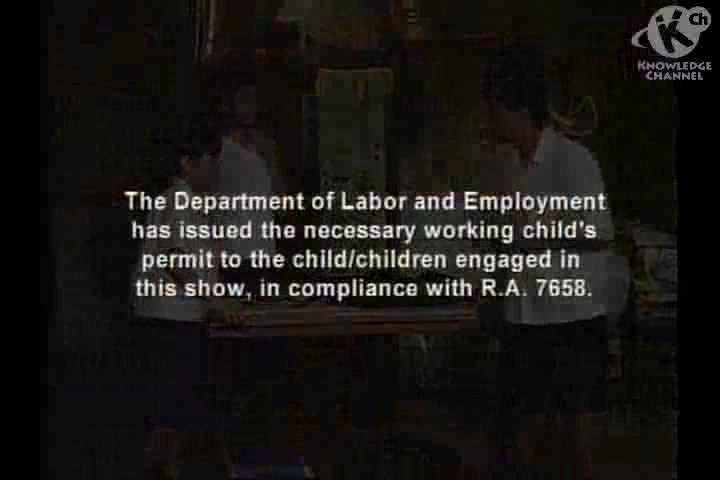 Ch
K
KNOWLEDGE
CHANNEL
The Department of Labor and Employment
has issued the necessary working child's
permit to the child/children engaged in
this show, in compliance with R.A. 7658.